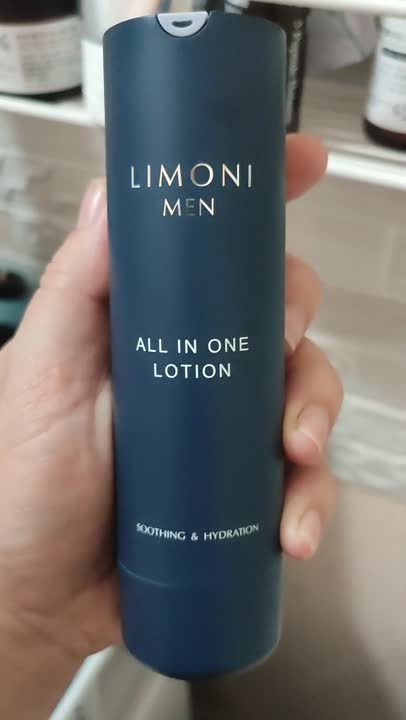 LIMONI
MEN
ALL IN ONE
LOTION
SOOTHING & HYDRATION